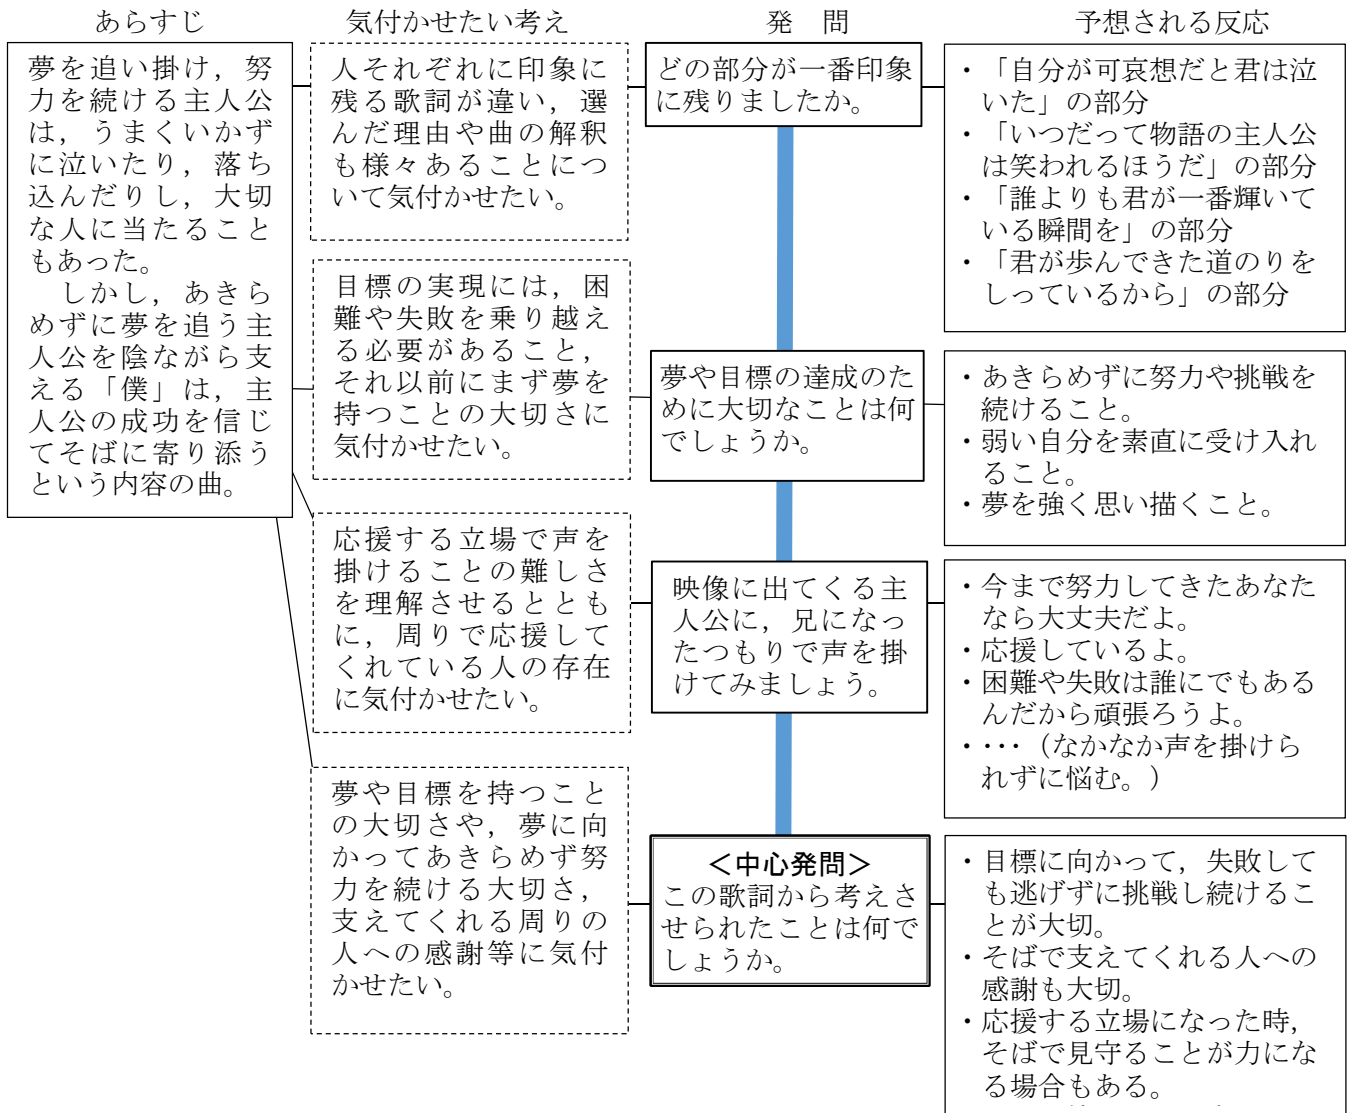 あらすじ
夢を追い掛け，努
力を続ける主人公
は，うまくいかず
に泣いたり，落ち
込んだりし，大切
な人に当たること
もあった。
しかし，あきら
めずに夢を追う主
人公を陰ながら支
える「僕」は，主
人公の成功を信じ
てそばに寄り添う
という内容の曲。
気付かせたい考え
人それぞれに印象に
残る歌詞が違い，選
んだ理由や曲の解釈
も様々あることにつ
いて気付かせたい。
目標の実現には，困
難や失敗を乗り越え
る必要があること，
それ以前にまず夢を
持つことの大切さに
気付かせたい。
応援する立場で声を
掛けることの難しさ
を理解させるととも
に，周りで応援して
くれている人の存在
に気付かせたい。
夢や目標を持つこと
の大切さや，夢に向
かってあきらめず努
力を続ける大切さ，
支えてくれる周りの
人への感謝等に気付
かせたい。
発　問
どの部分が一番印象
に残りましたか。
夢や目標の達成のた
めに大切なことは何
でしょうか。
映像に出てくる主
人公に，兄になっ
たつもりで声を掛
けてみましょう。
＜中心発問＞
この歌詞から考えさ
せられたことは何で
しょうか。
予想される反応
・「自分が可哀想だと君は泣
いた」の部分
・「いつだって物語の主人公
は笑われるほうだ」の部分
・「誰よりも君が一番輝いて
いる瞬間を」の部分
・「君が歩んできた道のりを
しっているから」の部分
・あきらめずに努力や挑戦を
続けること。
・弱い自分を素直に受け入れ
ること。
・夢を強く思い描くこと。
・今まで努力してきたあなた
なら大丈夫だよ。
・応援しているよ。
・困難や失敗は誰にでもある
んだから頑張ろうよ。
・･･･（なかなか声を掛けら
れずに悩む。）
・目標に向かって，失敗して
も逃げずに挑戦し続けるこ
とが大切。
・そばで支えてくれる人への
感謝も大切。
・応援する立場になった時，
そばで見守ることが力にな
る場合もある。